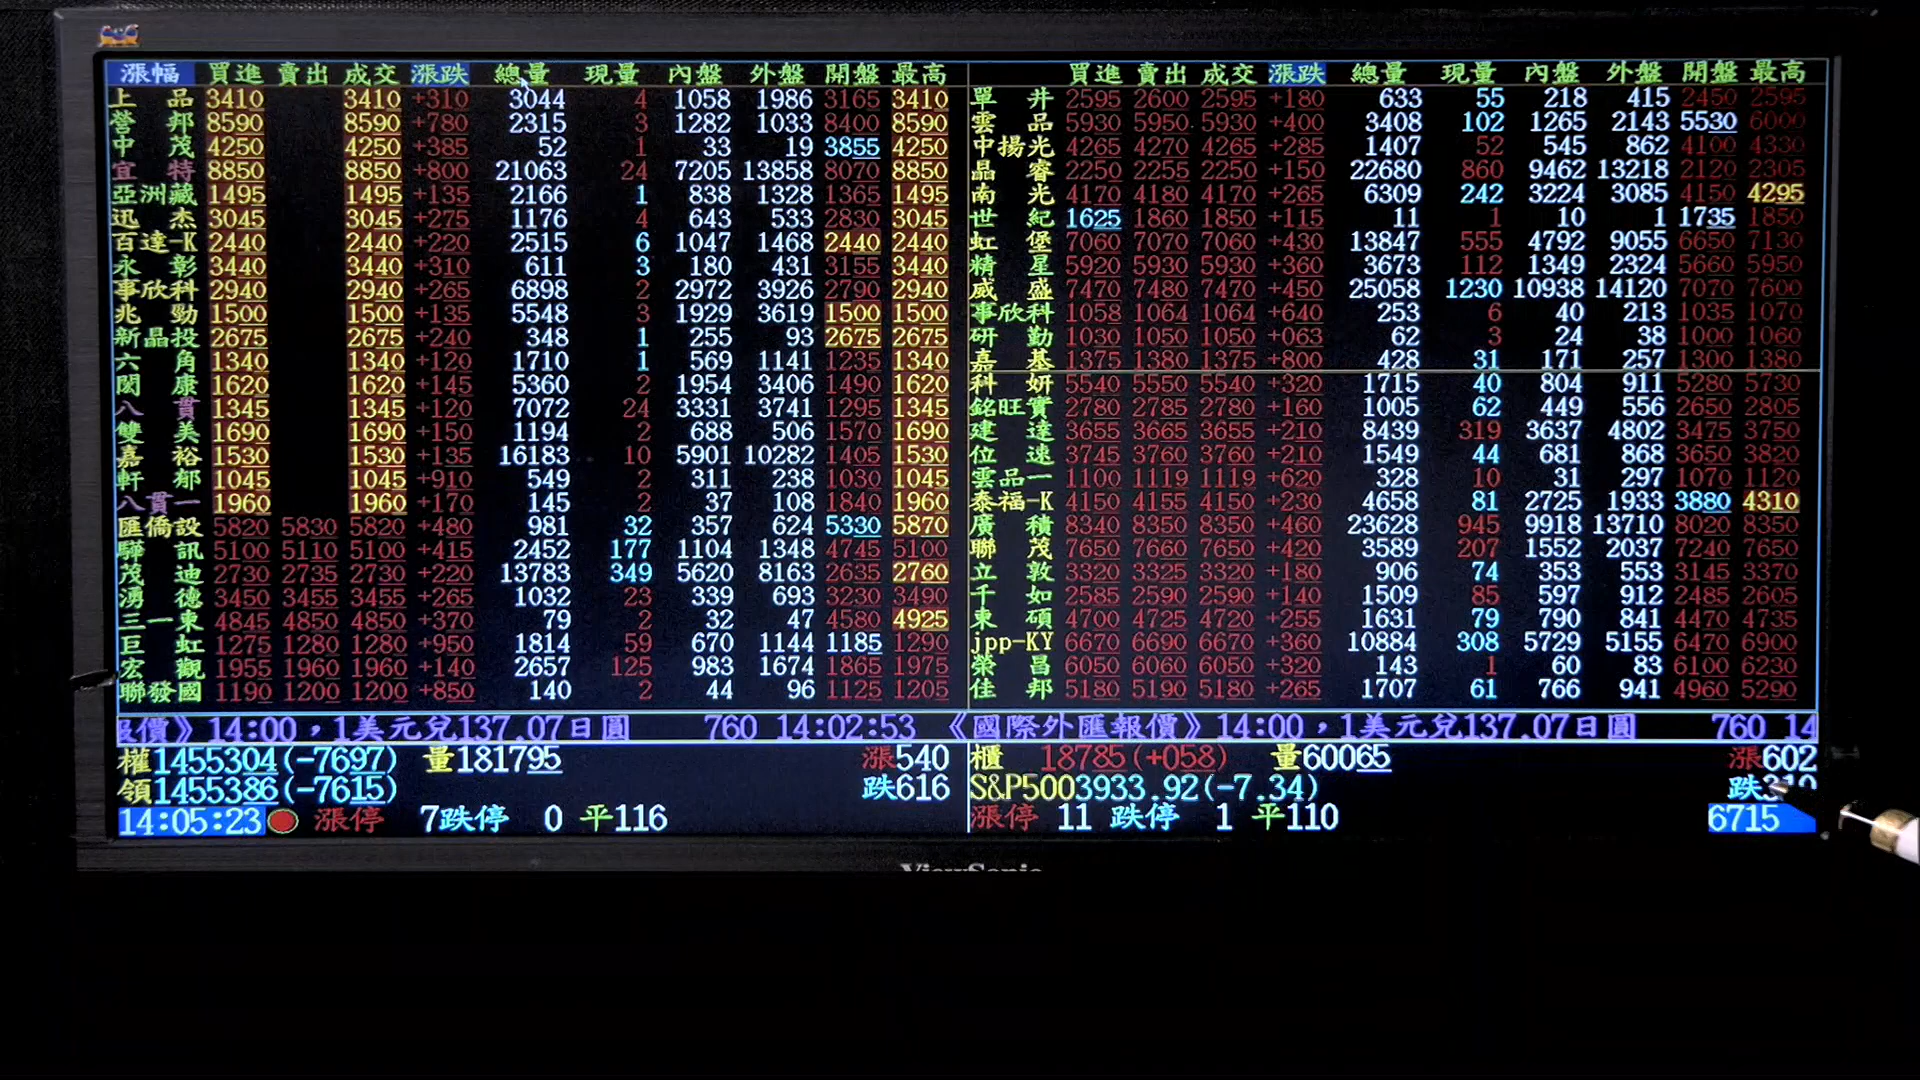 漲幅 買進 賣出 成交 漲跌 總量 現量 內盤 外盤 開盤 最高 買進 賣出 成交 漲跌 總量 現量 內盤 外盤 開盤 最高
上品 3410 3410 +310 3044 4 1058 1986 3165 3410 單井 2595 2600 2595 +180 633 55 218 415 2450 2595
營邦 8590 8590 +780 2315 3 1282 1033 8400 8590 雲品 5930 5950 5930 +400 3408 102 1265 2143 5530 6000
中茂 4250 4250 +385 52 1 33 19 3855 4250 中揚光 4265 4270 4265 +285 1407 52 545 862 4100 4330
宜特 8850 8850 +800 21063 24 7205 13858 8070 8850 晶睿 2250 2255 2250 +150 22680 860 9462 13218 2120 2305
亞洲藏 1495 1495 +135 2166 1 838 1328 1365 1495 南光 4170 4180 4170 +265 6309 242 3224 3085 4150 4295
迅杰 3045 3045 +275 1176 4 643 533 2830 3045 世紀 1625 1860 1850 +115 11 1 10 1 1735 1850
百達-K 2440 2440 +220 2515 6 1047 1468 2440 2440 虹堡 7060 7070 7060 +430 13847 555 4792 9055 6650 7130
永彰 3440 3440 +310 611 3 180 431 3155 3440 精星 5920 5930 5930 +360 3673 112 1349 2324 5660 5950
事欣科 2940 2940 +265 6898 2 2972 3926 2790 2940 威盛 7470 7480 7470 +450 25058 1230 10938 14120 7070 7600
兆勁 1500 1500 +135 5548 3 1929 3619 1500 1500 事欣科 1058 1064 1064 +640 253 6 40 213 1035 1070
新晶投 2675 2675 +240 348 1 255 93 2675 2675 研勤 1030 1050 1050 +063 62 3 24 38 1000 1060
六角 1340 1340 +120 1710 1 569 1141 1235 1340 嘉基 1375 1380 1375 +800 428 31 171 257 1300 1380
閎康 1620 1620 +145 5360 2 1954 3406 1490 1620 科妍 5540 5550 5540 +320 1715 40 804 911 5280 5730
八貫 1345 1345 +120 7072 24 3331 3741 1295 1345 銘旺實 2780 2785 2780 +160 1005 62 449 556 2650 2805
雙美 1690 1690 +150 1194 2 688 506 1570 1690 建達 3655 3665 3655 +210 8439 319 3637 4802 3475 3750
嘉裕 1530 1530 +135 16183 10 5901 10282 1405 1530 位速 3745 3760 3760 +210 1549 44 681 868 3650 3820
軒郁 1045 1045 +910 549 2 311 238 1030 1045 雲品一 1100 1119 1119 +620 328 10 31 297 1070 1120
八貫一 1960 1960 +170 145 2 37 108 1840 1960 泰福-K 4150 4155 4150 +230 4658 81 2725 1933 3880 4310
匯僑設 5820 5830 5820 +480 981 32 357 624 5330 5870 廣積 8340 8350 8350 +460 23628 945 9918 13710 8020 8350
驊訊 5100 5110 5100 +415 2452 177 1104 1348 4745 5100 聯茂 7650 7660 7650 +420 3589 207 1552 2037 7240 7650
茂迪 2730 2735 2730 +220 13783 349 5620 8163 2635 2760 立敦 3320 3325 3320 +180 906 74 353 553 3145 3370
湧德 3450 3455 3455 +265 1032 23 339 693 3230 3490 千如 2585 2590 2590 +140 1509 85 597 912 2485 2605
三一東 4845 4850 4850 +370 79 2 32 47 4580 4925 東碩 4700 4725 4720 +255 1631 79 790 841 4470 4735
巨虹 1275 1280 1280 +950 1814 59 670 1144 1185 1290 jpp-KY 6670 6690 6670 +360 10884 308 5729 5155 6470 6900
宏觀 1955 1960 1960 +140 2657 125 983 1674 1865 1975 榮昌 6050 6060 6050 +320 143 1 60 83 6100 6230
聯發國 1190 1200 1200 +850 140 2 44 96 1125 1205 佳邦 5180 5190 5180 +265 1707 61 766 941 4960 5290
報價》14:00，1美元兌137.07日圓 760 14:02:53 《國際外匯報價》14:00，1美元兌137.07日圓 760 14
權1455304(-7697) 量181795 漲540 櫃 18785(+058) 量60065 漲602
領1455386(-7615) 跌616 S&P5003933.92(-7.34) 跌
14:05:23 漲停 7跌停 0 平116 漲停 11 跌停 1 平110 6715
ViewSonic